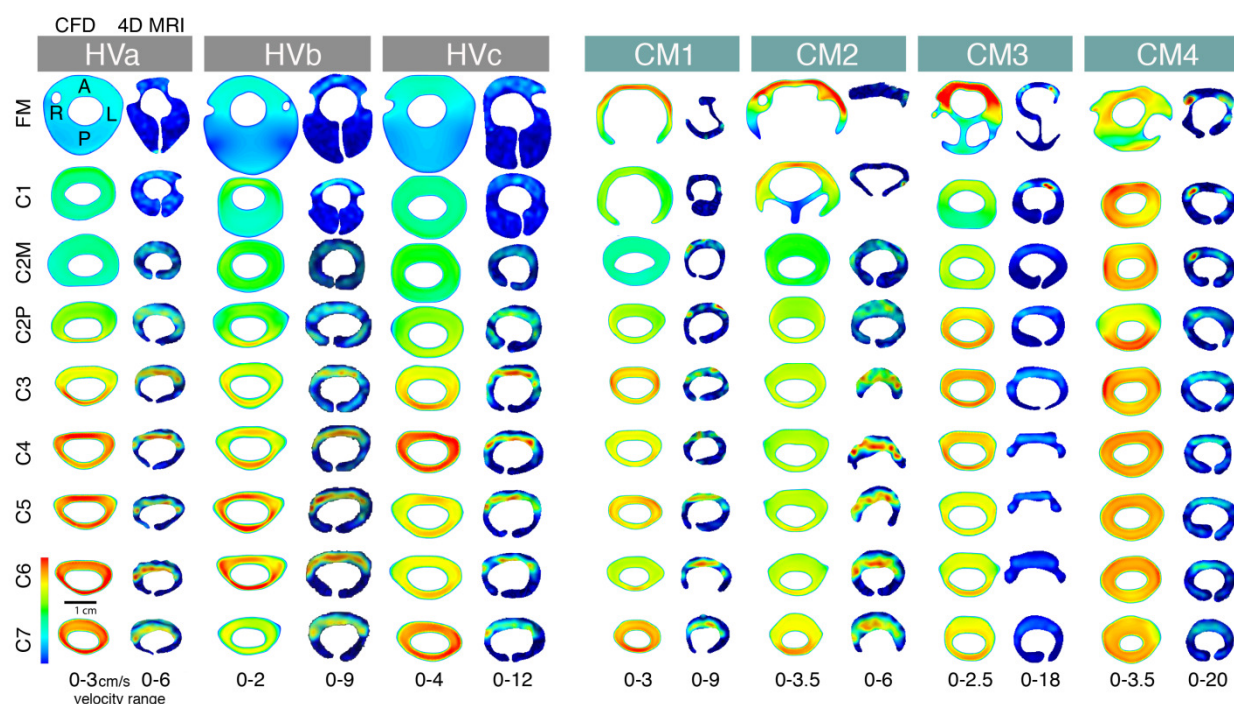 CFD 4D MRI
HVa HVb HVc CM1 CM2 CM3 CM4
FM
A
R L
P
C1
C2M
C2P
C3
C4
C5
C6
1 cm
C7
0-3cm/s 0-6 0-2 0-9 0-4 0-12 0-3 0-9 0-3.5 0-6 0-2.5 0-18 0-3.5 0-20
velocity range